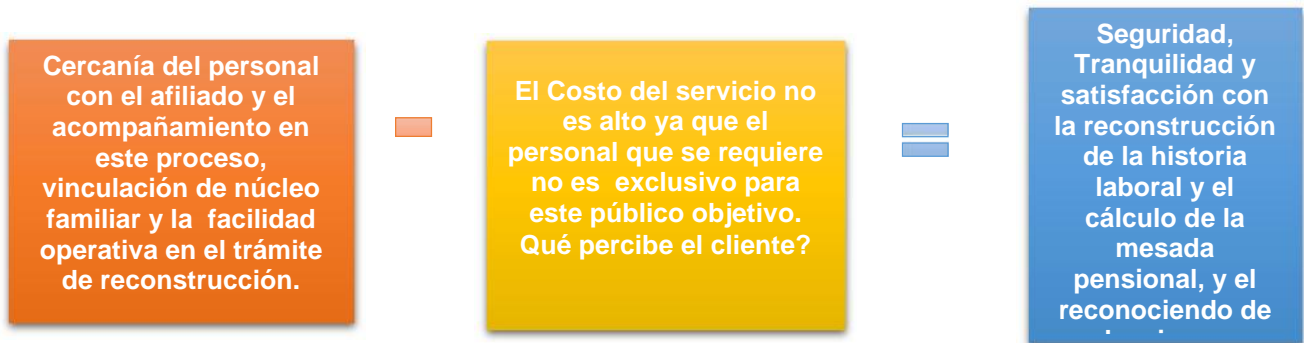 Cercanía del personal
con el afiliado y el
acompañamiento en
este proceso,
vinculación de núcleo
familiar y la facilidad
operativa en el trámite
de reconstrucción.
El Costo del servicio no
es alto ya que el
personal que se requiere
no es exclusivo para
este público objetivo.
Qué percibe el cliente?
Seguridad,
Tranquilidad y
satisfacción con
la reconstrucción
de la historia
laboral y el
cálculo de la
mesada
pensional, y el
reconociendo de